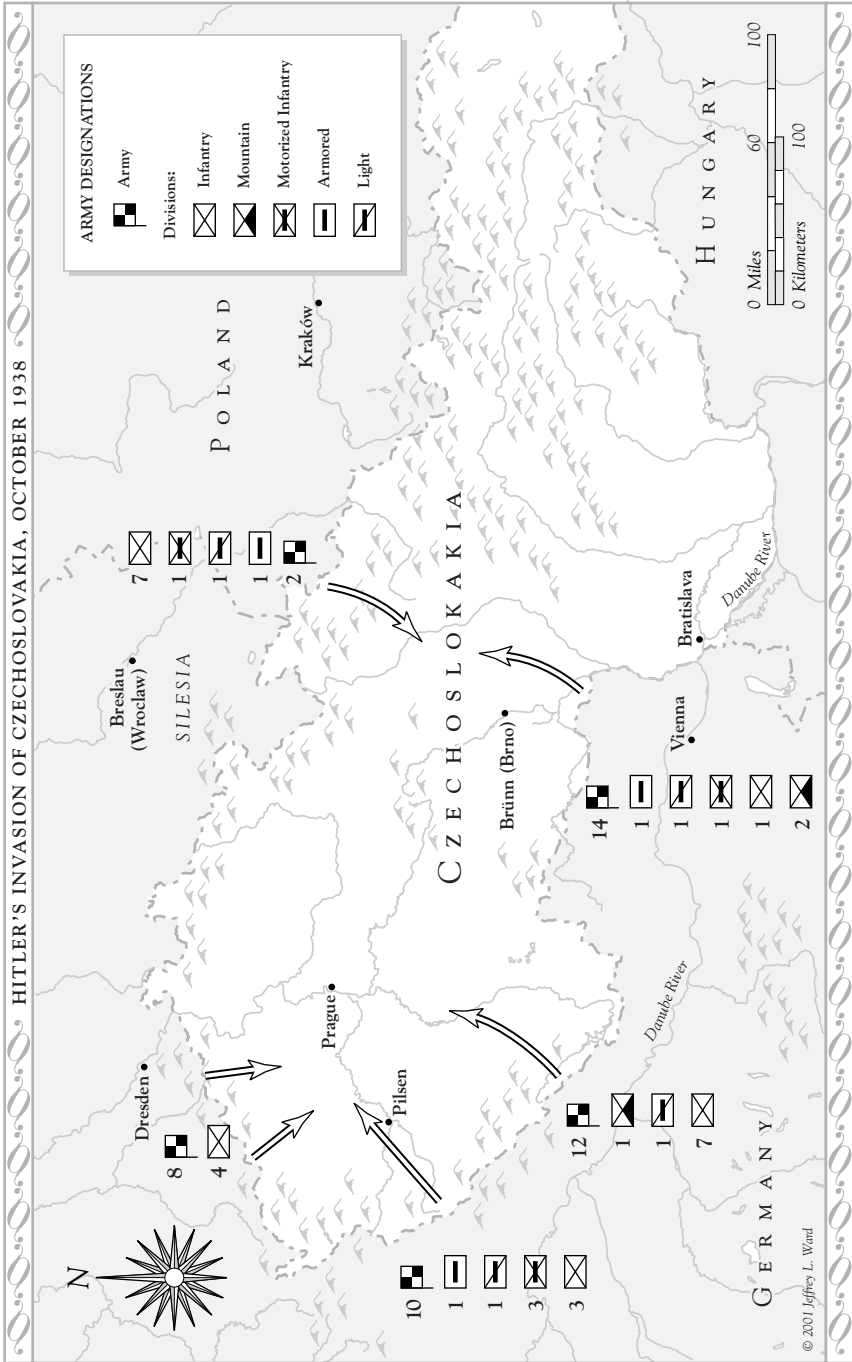 HITLER'S INVASION OF CZECHOSLOVAKIA, OCTOBER 1938
N
Dresden
8
4
10
1
1
3
3
Prague
Pilsen
12
1
1
7
Breslau
(Wroclaw)
SILESIA
7
1
1
1
2
POLAND
Kraków
CZECHOSLOKAKIA
Brünn (Brno)
14
1
1
1
1
2
Vienna
Bratislava
Danube River
Danube River
GERMANY
HUNGARY
ARMY DESIGNATIONS
Army
Divisions:
Infantry
Mountain
Motorized Infantry
Armored
Light
0 Miles 60 100
0 Kilometers 100
© 2001 Jeffrey L. Ward